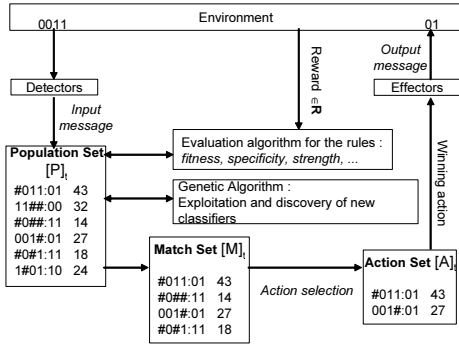 Environment
0011
01
Detectors
Input
message
Reward ∈R
Output
message
Effectors
Population Set
[P]t
#011:01 43
11##:00 32
#0##:11 14
001#:01 27
#0#1:11 18
1#01:10 24
Evaluation algorithm for the rules :
fitness, specificity, strength, ...
Genetic Algorithm :
Exploitation and discovery of new
classifiers
Winning action
Match Set [M]t
#011:01 43
#0##:11 14
001#:01 27
#0#1:11 18
Action selection
Action Set [A]t
#011:01 43
001#:01 27